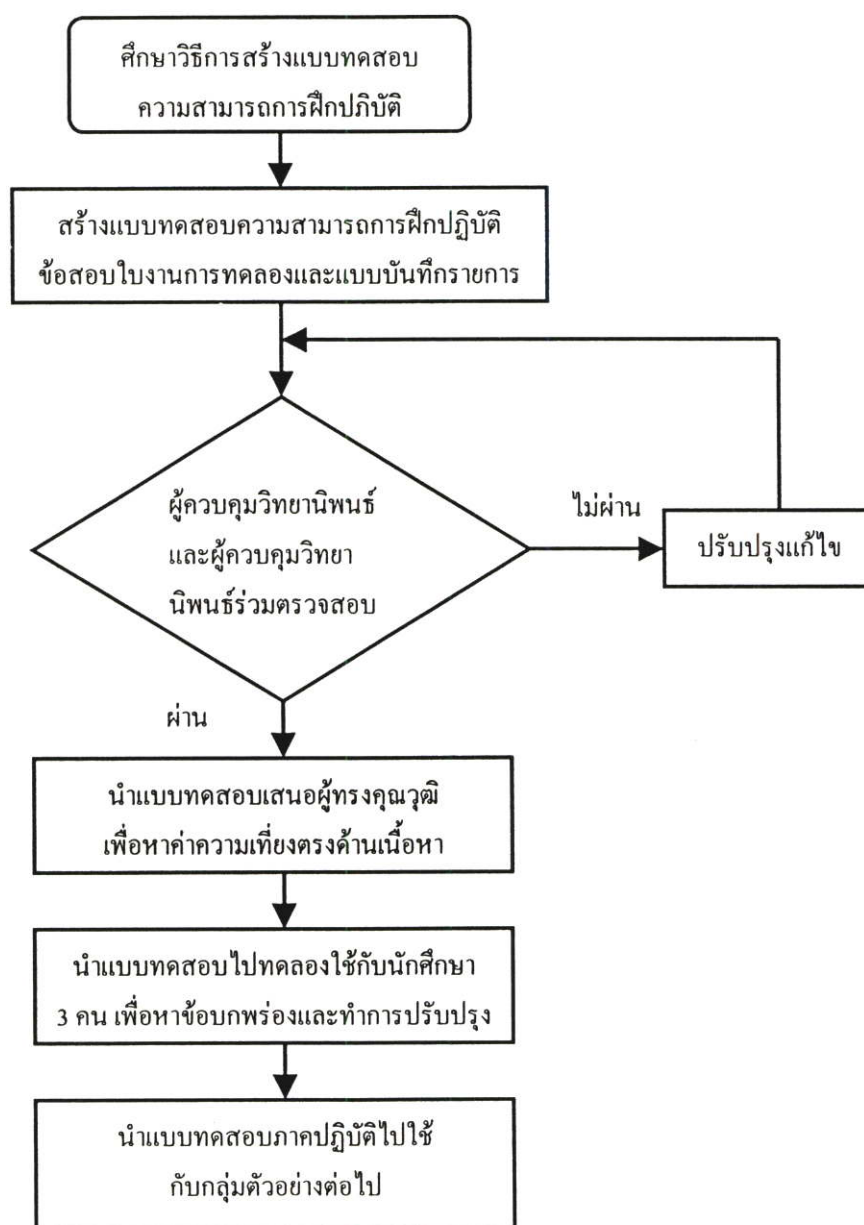 ศึกษาวิธีการสร้างแบบทดสอบ
ความสามารถการฝึกปภิบัติ
สร้างแบบทดสอบความสามารถการฝึกปฏิบัติ
ข้อสอบใบงานการทดลองและแบบบันทึกรายการ
ผู้ควบคุมวิทยานิพนธ์
และผู้ควบคุมวิทยา
นิพนธ์ร่วมตรวจสอบ
ไม่ผ่าน
ปรับปรุงแก้ไข
ผ่าน
นำแบบทดสอบเสนอผู้ทรงคุณวุฒิ
เพื่อหาค่าความเที่ยงตรงด้านเนื้อหา
นำแบบทดสอบไปทดลองใช้กับนักศึกษา
3 คน เพื่อหาข้อบกพร่องและทำการปรับปรุง
นำแบบทดสอบภาคปฏิบัติไปใช้
กับกลุ่มตัวอย่างต่อไป